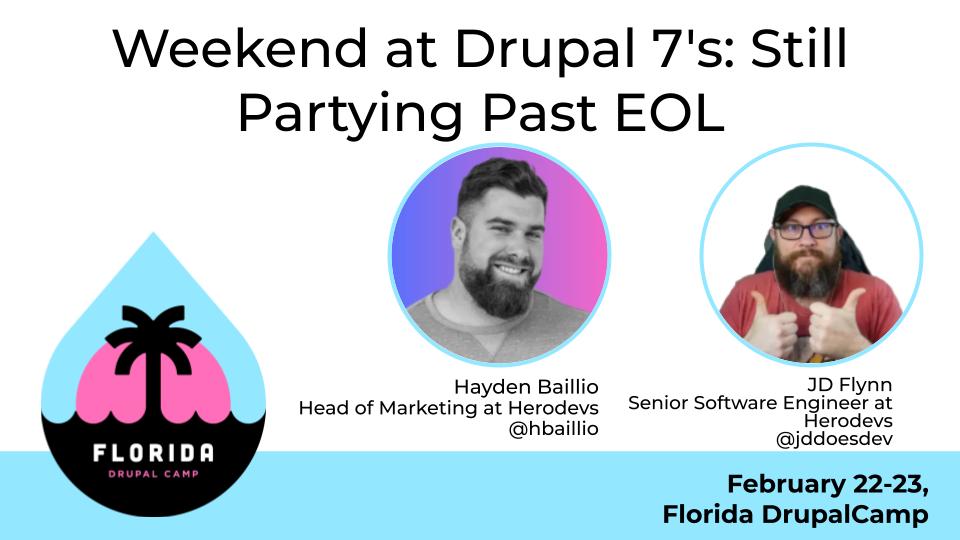 Weekend at Drupal 7's: Still
Partying Past EOL
Hayden Baillio
Head of Marketing at Herodevs
@hbaillio
JD Flynn
Senior Software Engineer at
Herodevs
@jddoesdev
FLORIDA
DRUPAL CAMP
February 22-23,
Florida DrupalCamp